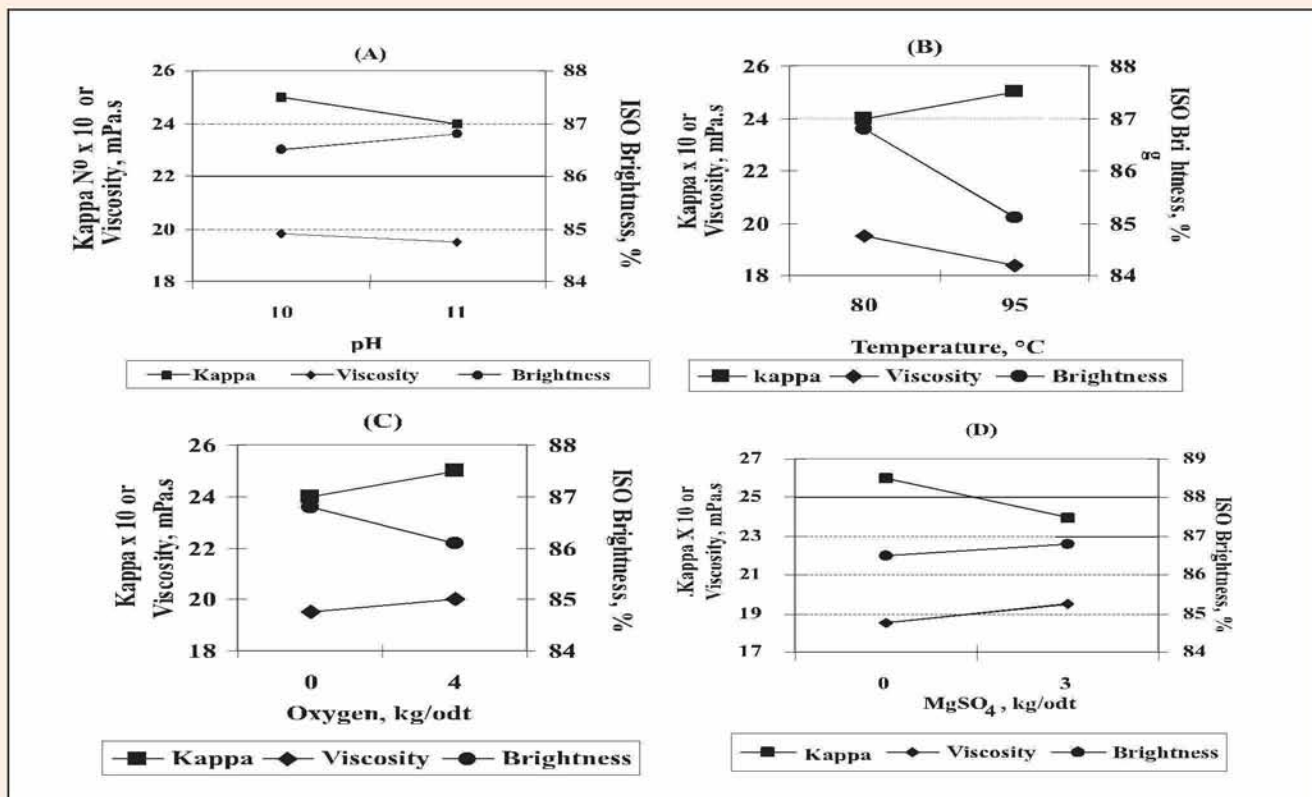 (A)
26
24
22
20
18
88
87
86
85
84
Kappa Nº x 10 or
Viscosity, mPa.s
ISO Brightness, %
10 11
pH
Kappa Viscosity Brightness
(B)
26
24
22
20
18
88
87
86
85
84
Kappa x 10 or
Viscosity, mPa.s
ISO Bri htness, %
g
80 95
Temperature, °C
kappa Viscosity Brightness
(C)
26
24
22
20
18
88
87
86
85
84
Kappa x 10 or
Viscosity, mPa.s
ISO Brightness, %
0 4
Oxygen, kg/odt
Kappa Viscosity Brightness
(D)
27
25
23
21
19
17
89
88
87
86
85
84
.Kappa X 10 or
Viscosity, mPa.s
ISO Brightness, %
0 3
MgSO₄ , kg/odt
Kappa Viscosity Brightness